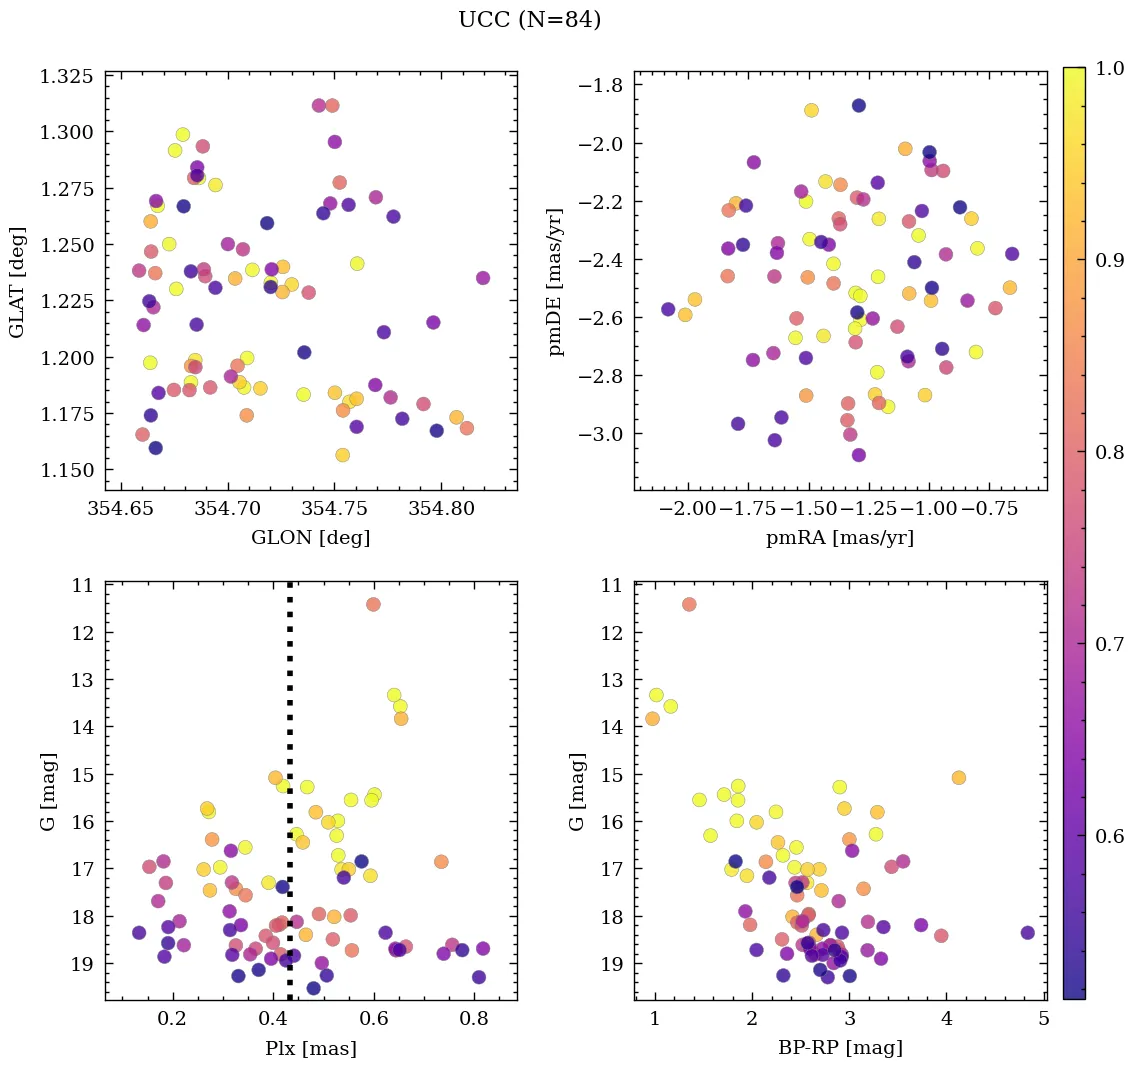 UCC (N=84)
1.325
1.300
1.275
1.250
1.225
1.200
1.175
1.150
GLAT [deg]
354.65 354.70 354.75 354.80
GLON [deg]
−1.8
−2.0
−2.2
−2.4
−2.6
−2.8
−3.0
pmDE [mas/yr]
−2.00 −1.75 −1.50 −1.25 −1.00 −0.75
pmRA [mas/yr]
1.0
0.9
0.8
0.7
0.6
11
12
13
14
15
16
17
18
19
G [mag]
0.2 0.4 0.6 0.8
Plx [mas]
11
12
13
14
15
16
17
18
19
G [mag]
1 2 3 4 5
BP-RP [mag]